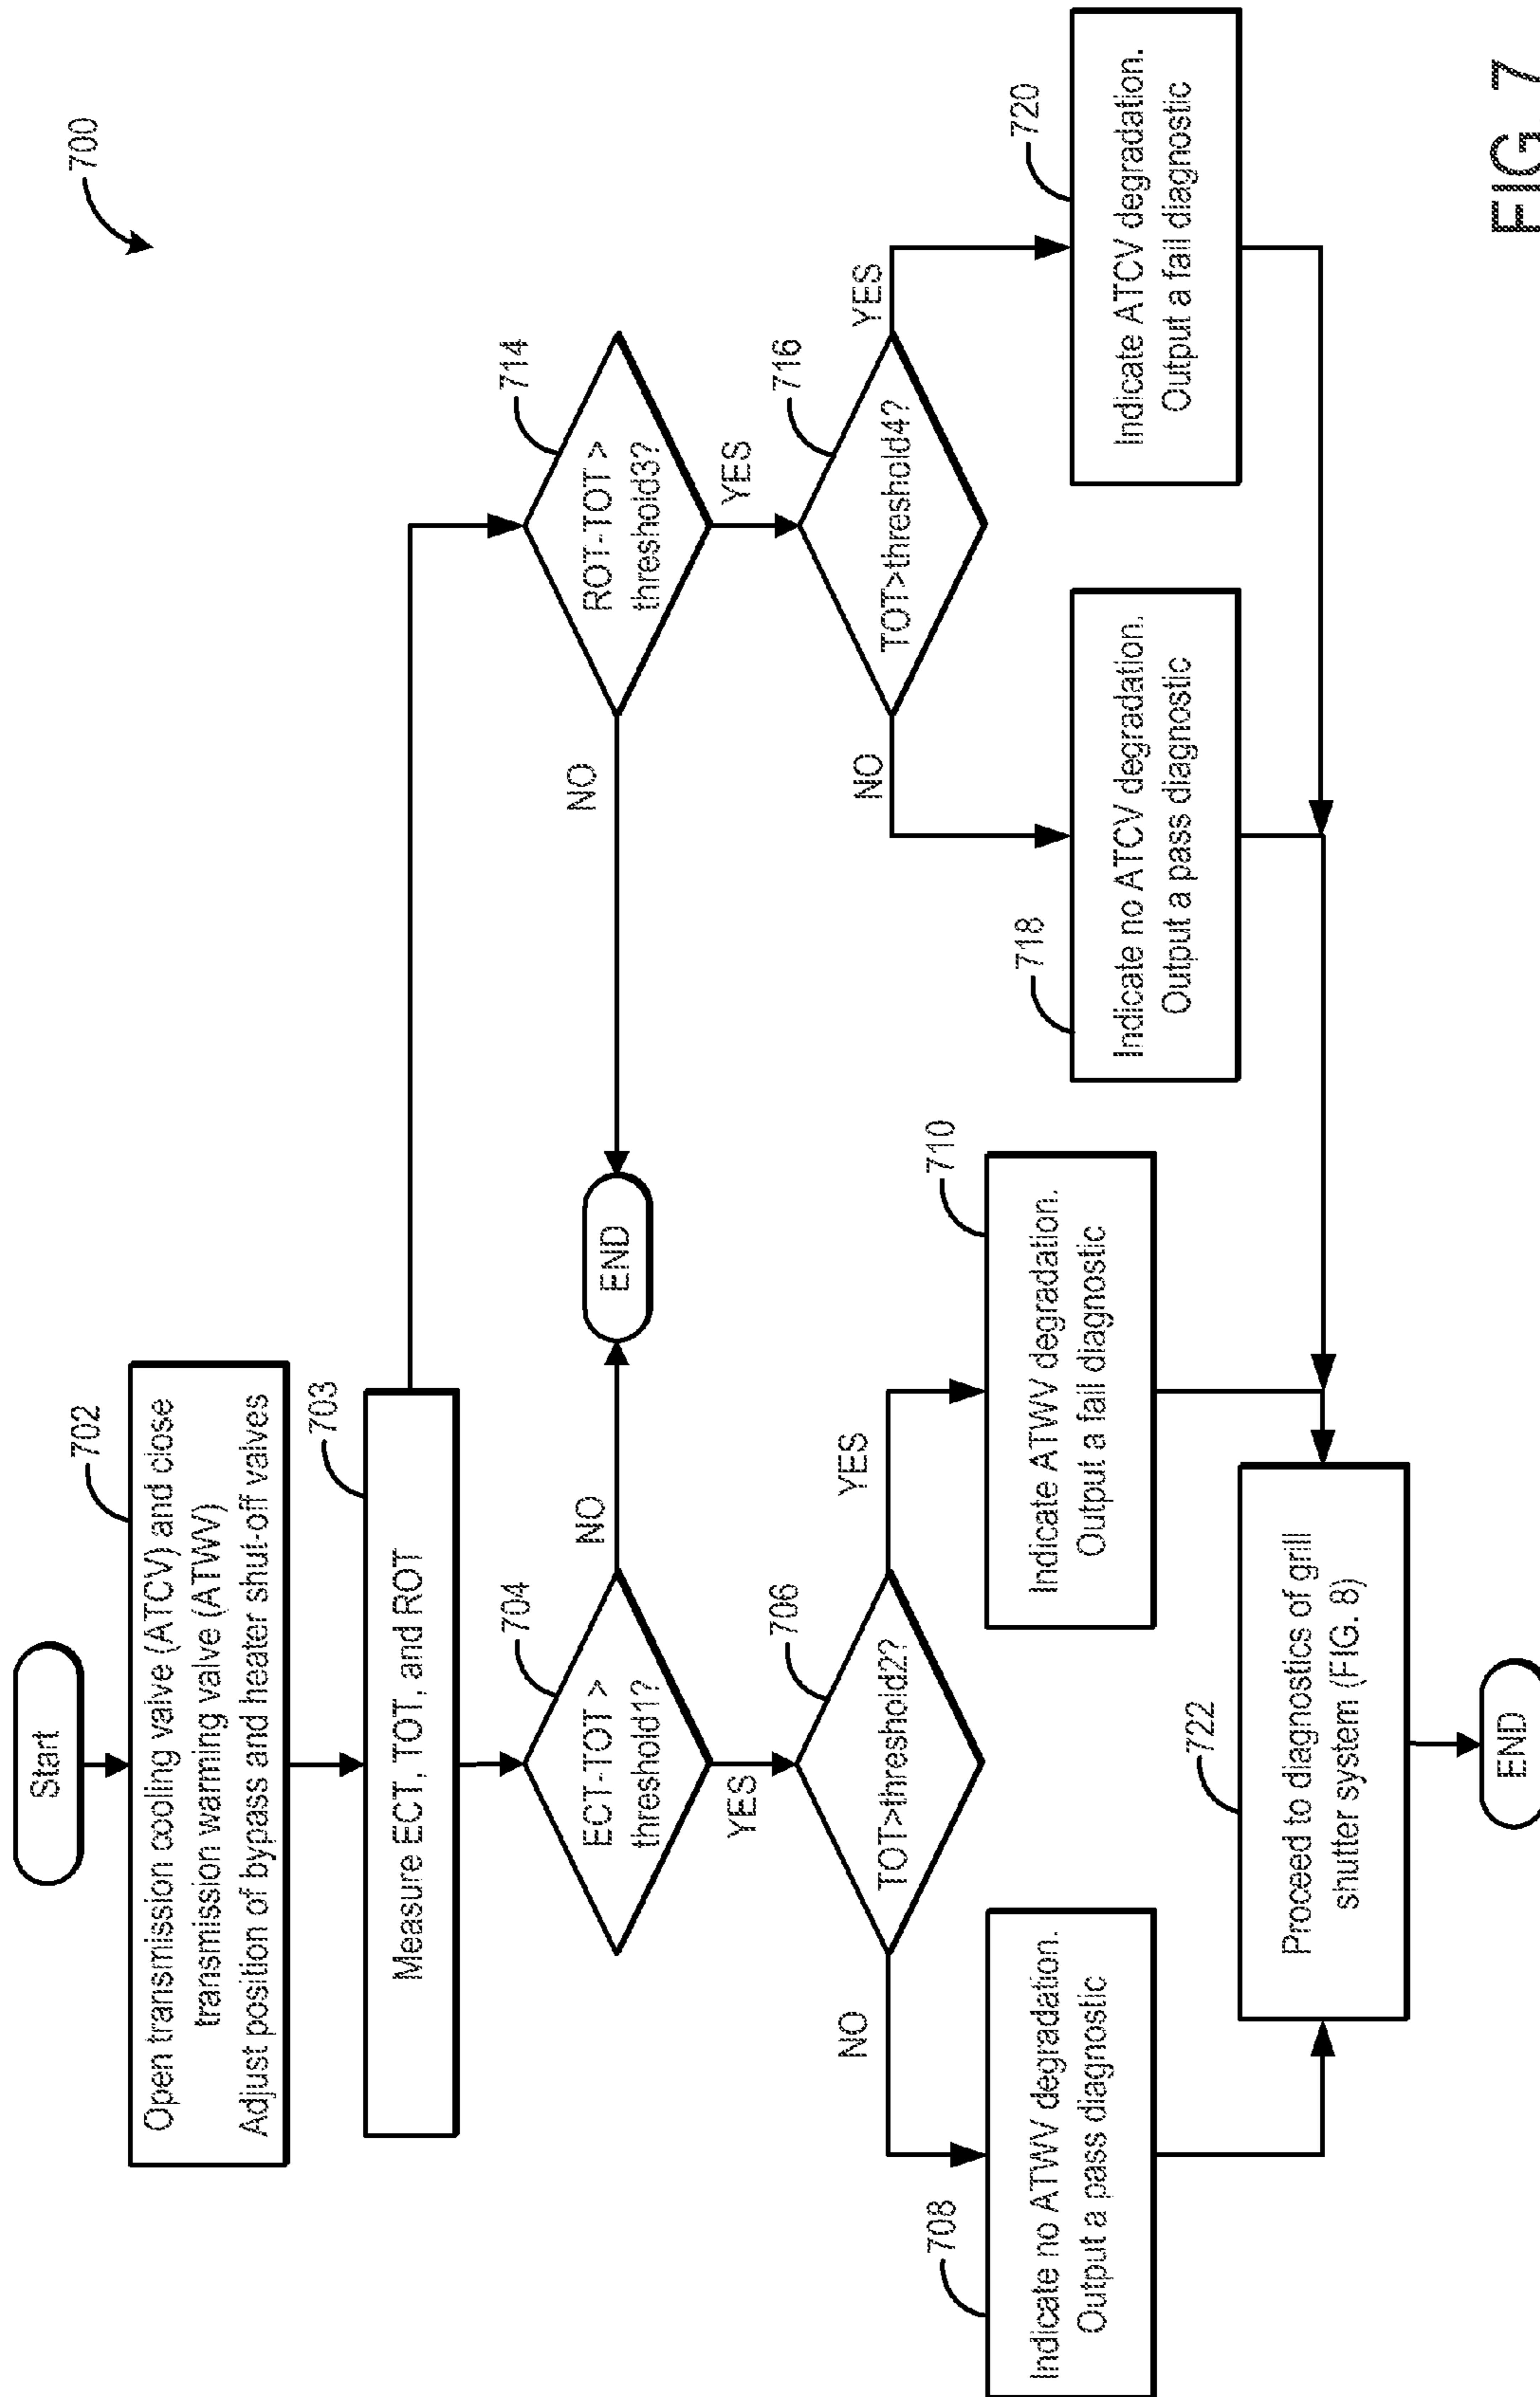 700
Start
702
Open transmission cooling valve (ATCV) and close
transmission warming valve (ATWV)
Adjust position of bypass and heater shut-off valves
703
Measure ECT, TOT, and ROT
704
ECT-TOT >
threshold1?
NO
YES
END
714
ROT-TOT >
threshold3?
NO
YES
706
TOT>threshold2?
NO
YES
716
TOT>threshold4?
NO
YES
708
Indicate no ATWV degradation.
Output a pass diagnostic
710
Indicate ATWV degradation.
Output a fail diagnostic
718
Indicate no ATCV degradation.
Output a pass diagnostic
720
Indicate ATCV degradation.
Output a fail diagnostic
722
Proceed to diagnostics of grill
shutter system (FIG. 8)
END
FIG. 7